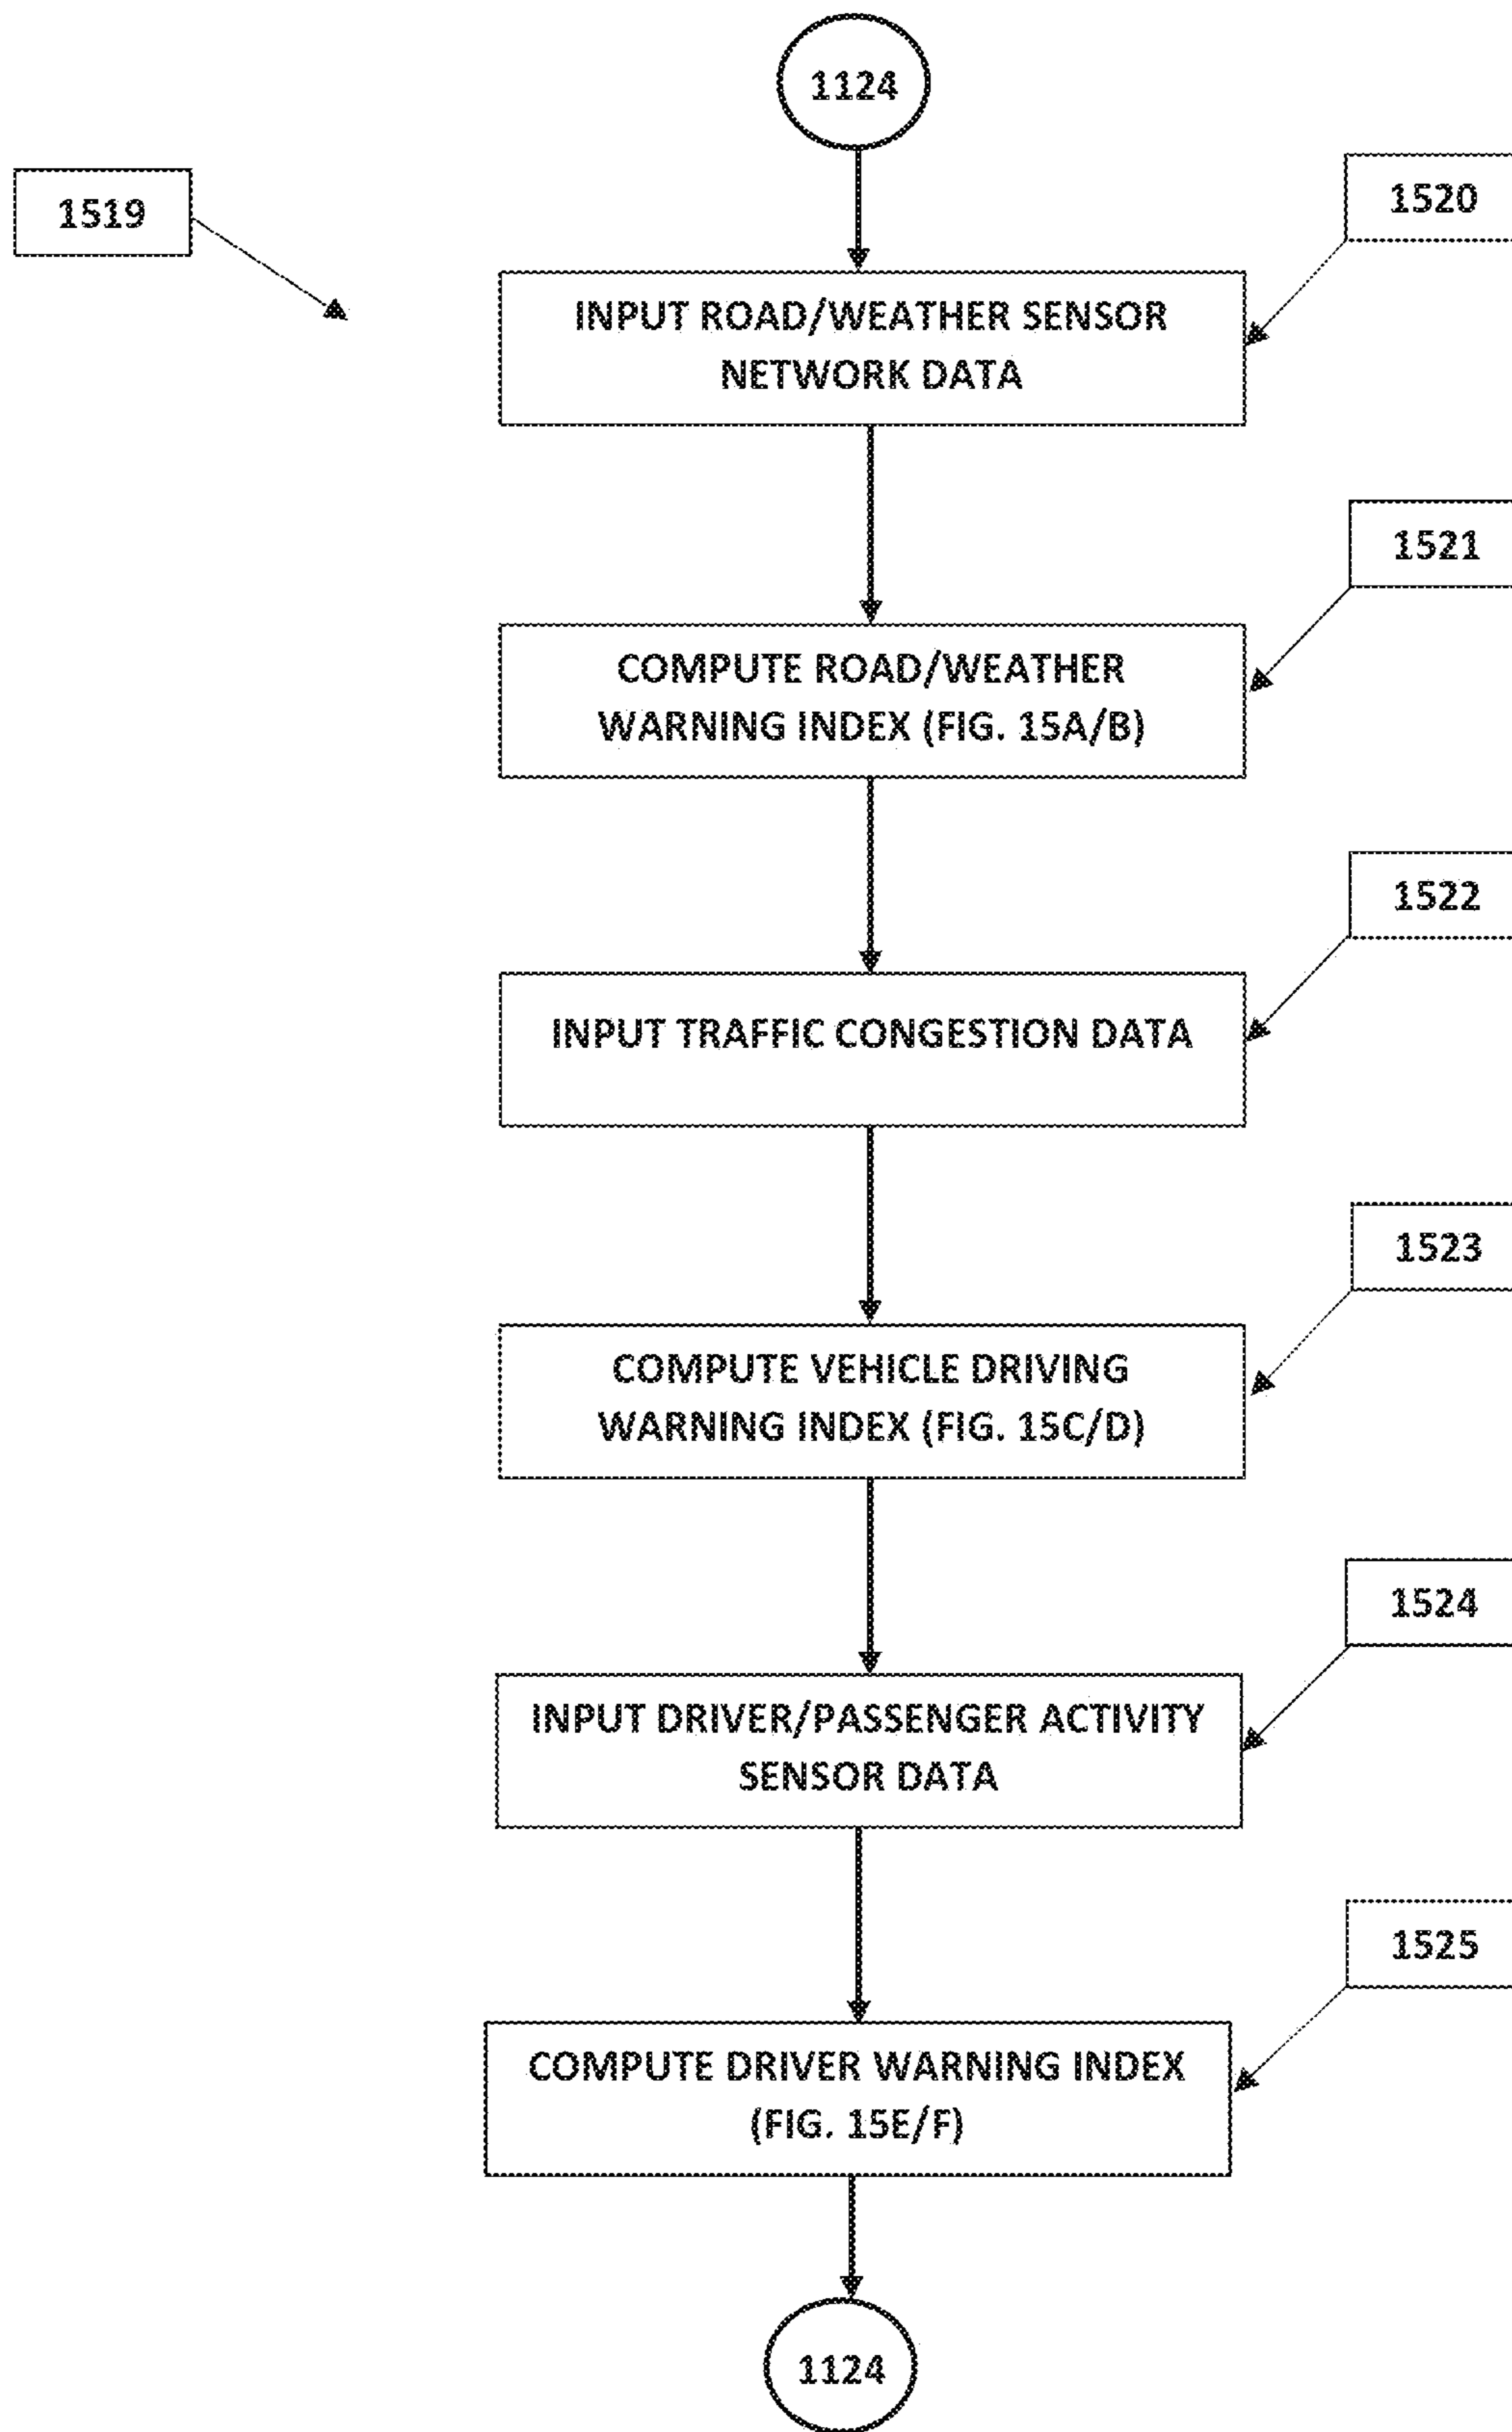 1124
1519
1520
INPUT ROAD/WEATHER SENSOR
NETWORK DATA
1521
COMPUTE ROAD/WEATHER
WARNING INDEX (FIG. 15A/B)
1522
INPUT TRAFFIC CONGESTION DATA
1523
COMPUTE VEHICLE DRIVING
WARNING INDEX (FIG. 15C/D)
1524
INPUT DRIVER/PASSENGER ACTIVITY
SENSOR DATA
1525
COMPUTE DRIVER WARNING INDEX
(FIG. 15E/F)
1124